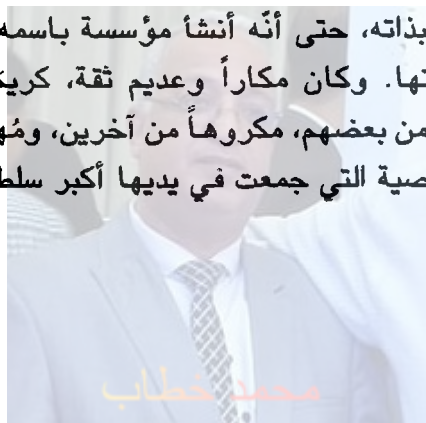 بذاته، حتى أنّه أنشأ مؤسسة باسمه
تها. وكان مكاراً وعديم ثقة، كريك
من بعضهم، مكروهاً من آخرين، ومُه
صية التي جمعت في يديها أكبر سلط
محمد خطاب